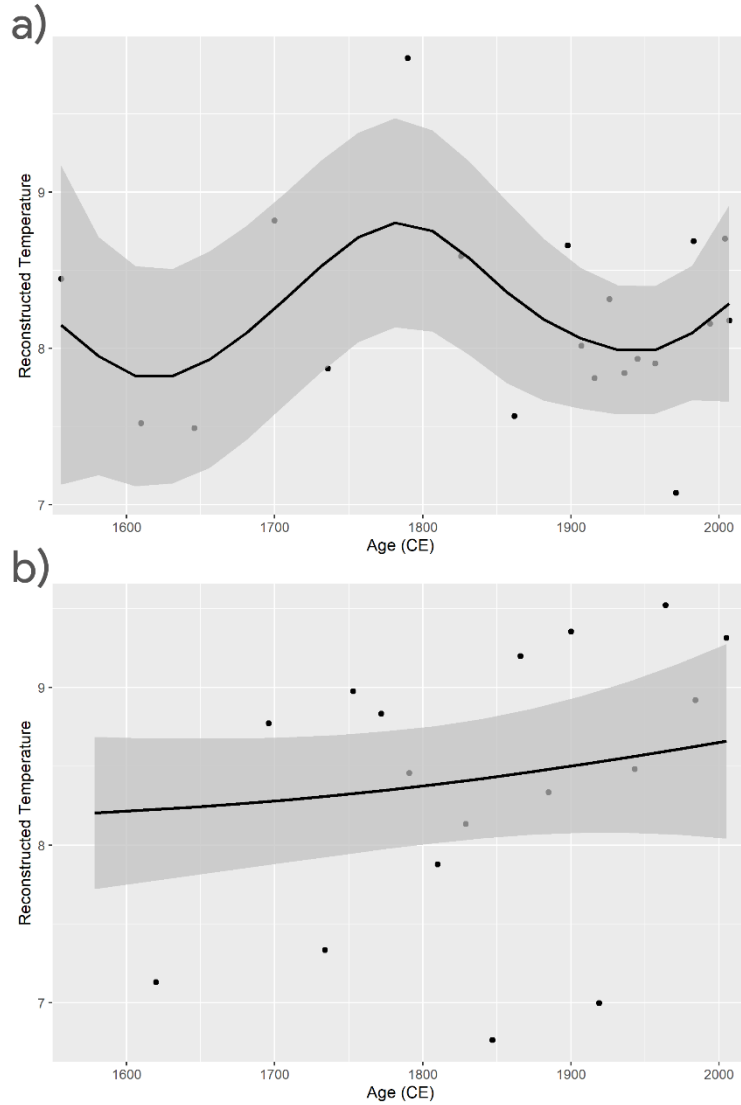 a)
Reconstructed Temperature
9
8
7
1600 1700 1800 1900 2000
Age (CE)
b)
Reconstructed Temperature
9
8
7
1600 1700 1800 1900 2000
Age (CE)